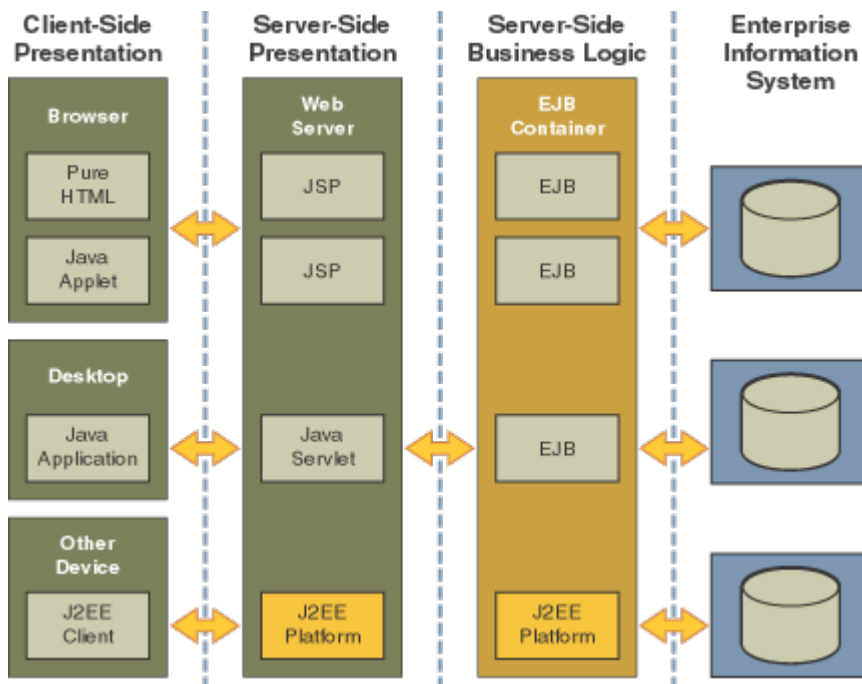 Client-Side
Presentation
Server-Side
Presentation
Server-Side
Business Logic
Enterprise
Information
System
Browser
Pure
HTML
Java
Applet
Desktop
Java
Application
Other
Device
J2EE
Client
Web
Server
JSP
JSP
Java
Servlet
J2EE
Platform
EJB
Container
EJB
EJB
EJB
J2EE
Platform